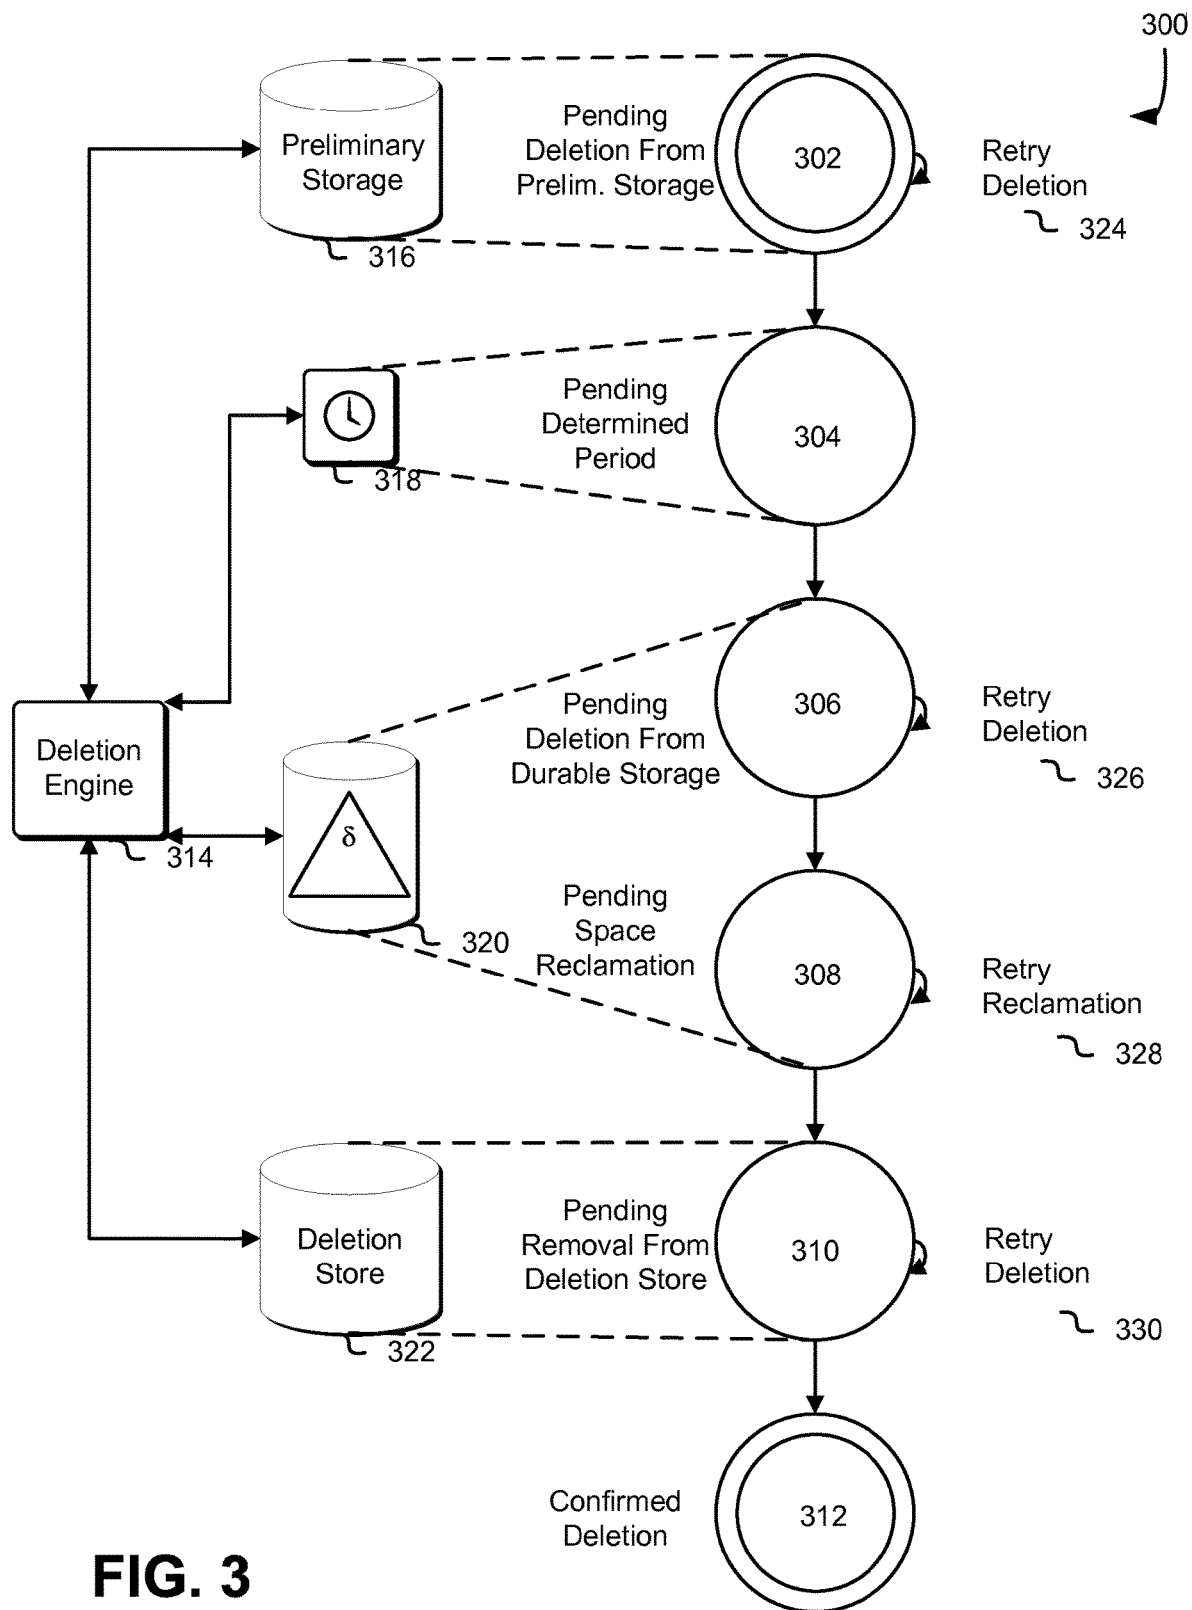 300
Preliminary
Storage
316
Pending
Deletion From
Prelim. Storage
302
Retry
Deletion
324
318
Pending
Determined
Period
304
Deletion
Engine
314
δ
320
Pending
Deletion From
Durable Storage
306
Retry
Deletion
326
Pending
Space
Reclamation
308
Retry
Reclamation
328
Deletion
Store
322
Pending
Removal From
Deletion Store
310
Retry
Deletion
330
Confirmed
Deletion
312
FIG. 3